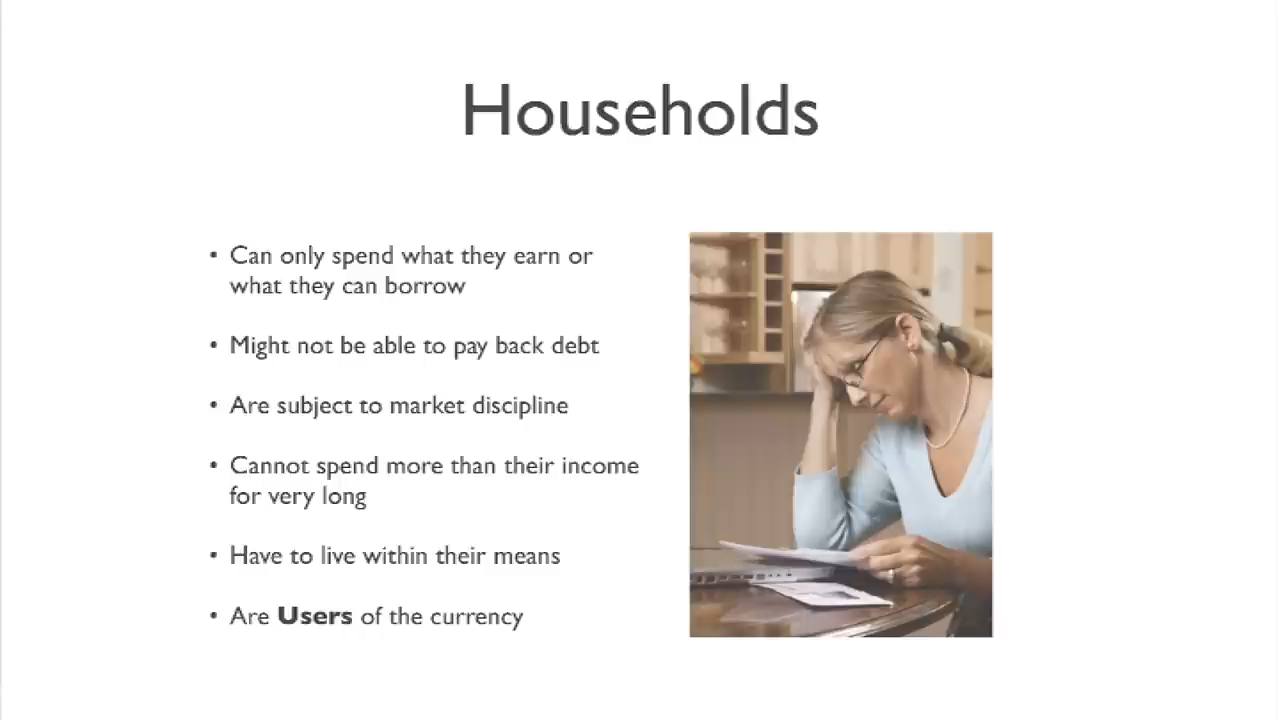 Households
• Can only spend what they earn or
what they can borrow
• Might not be able to pay back debt
• Are subject to market discipline
• Cannot spend more than their income
for very long
• Have to live within their means
• Are Users of the currency